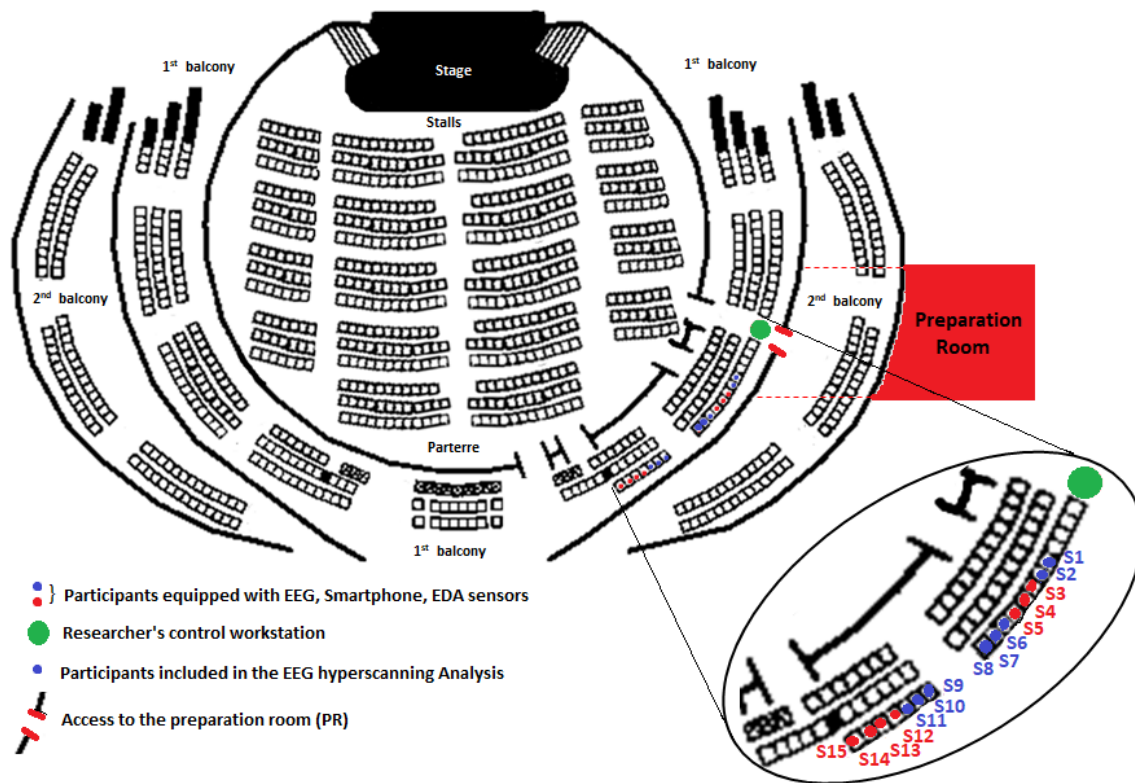 1st balcony
1st balcony
Stage
Stalls
2nd balcony
2nd balcony
Preparation
Room
Parterre
1st balcony
S1
S2
S3
S4
S5
S6
S7
S8
S9
S10
S11
S12
S13
S14
S15
} Participants equipped with EEG, Smartphone, EDA sensors
Researcher's control workstation
Participants included in the EEG hyperscanning Analysis
Access to the preparation room (PR)